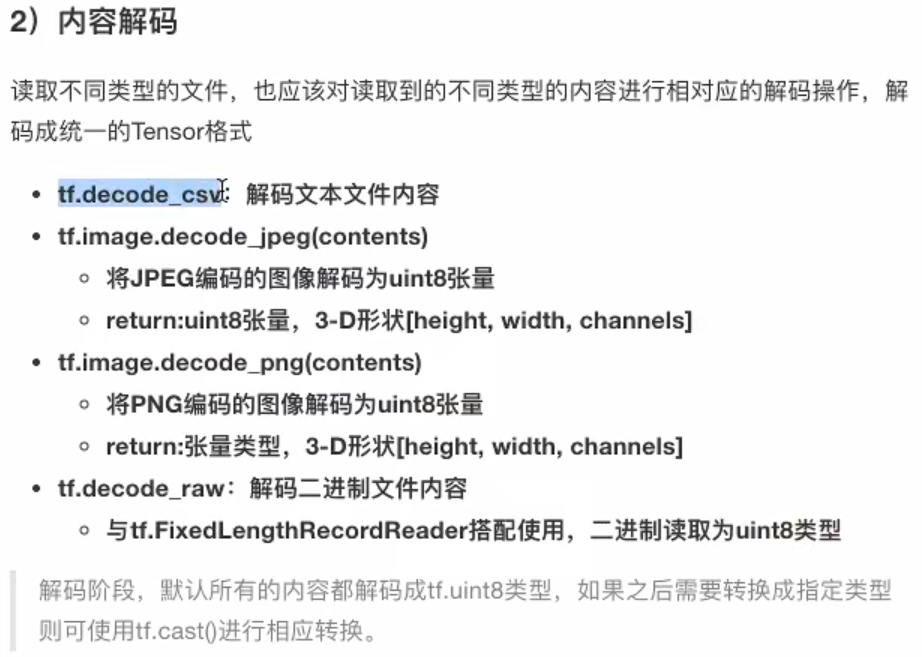 2）内容解码
读取不同类型的文件，也应该对读取到的不同类型的内容进行相对应的解码操作，解
码成统一的Tensor格式
tf.decode_csv：解码文本文件内容
tf.image.decode_jpeg(contents)
将JPEG编码的图像解码为uint8张量
return:uint8张量，3-D形状[height, width, channels]
tf.image.decode_png(contents)
将PNG编码的图像解码为uint8张量
return:张量类型，3-D形状[height, width, channels]
tf.decode_raw：解码二进制文件内容
与tf.FixedLengthRecordReader搭配使用，二进制读取为uint8类型
解码阶段，默认所有的内容都解码成tf.uint8类型，如果之后需要转换成指定类型
则可使用tf.cast()进行相应转换。